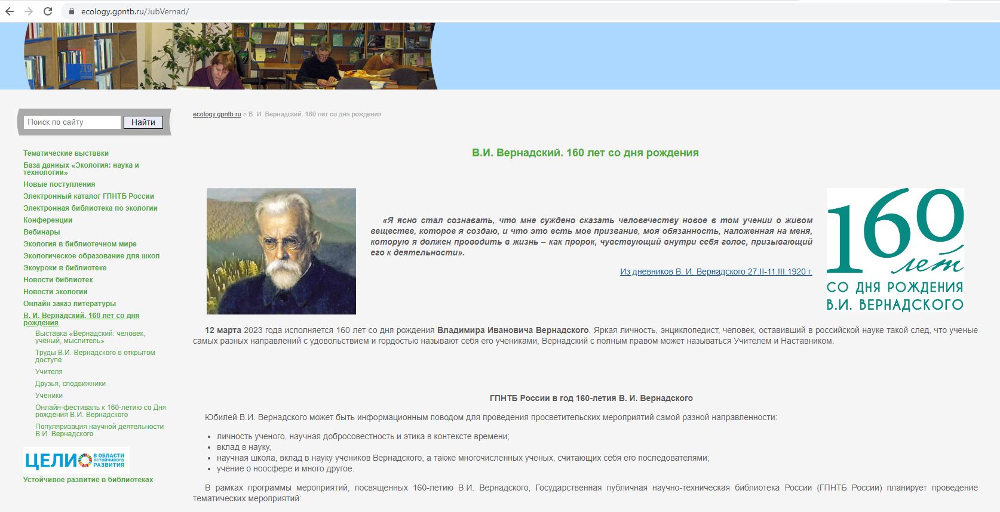 ecology.gpntb.ru/JubVernad/
Д9
Поиск по сайту
Найти
ecology.gpntb.ru > В. И. Вернадский. 160 лет со дня рождения
Тематические выставки
База данных «Экология: наука и
технологии»
Новые поступления
Электронный каталог ГПНТБ России
Электронная библиотека по экологии
Конференции
Вебинары
Экология в библиотечном мире
Экологическое образование для школ
Экоуроки в библиотеке
Новости библиотек
Новости экологии
Онлайн заказ литературы
В. И. Вернадский. 160 лет со дня
рождения
Выставка «Вернадский: человек,
учёный, мыслитель»
Труды В.И. Вернадского в открытом
доступе
Учителя
Друзья, сподвижники
Ученики
Онлайн-фестиваль к 160-летию со Дня
рождения В.И. Вернадского
Популяризация научной деятельности
В.И. Вернадского
ЦЕЛИ В ОБЛАСТИ
УСТОЙЧИВОГО
РАЗВИТИЯ
Устойчивое развитие в библиотеках
В.И. Вернадский. 160 лет со дня рождения
«Я ясно стал сознавать, что мне суждено сказать человечеству новое в том учении о живом
веществе, которое я создаю, и что это есть мое призвание, моя обязанность, наложенная на меня,
которую я должен проводить в жизнь – как пророк, чувствующий внутри себя голос, призывающий
его к деятельности».
Из дневников В. И. Вернадского 27.II-11.III.1920 г.
160
лет
СО ДНЯ РОЖДЕНИЯ
В.И. ВЕРНАДСКОГО
12 марта 2023 года исполняется 160 лет со дня рождения Владимира Ивановича Вернадского. Яркая личность, энциклопедист, человек, оставивший в российской науке такой след, что ученые
самых разных направлений с удовольствием и гордостью называют себя его учениками, Вернадский с полным правом может называться Учителем и Наставником.
ГПНТБ России в год 160-летия В. И. Вернадского
Юбилей В.И. Вернадского может быть информационным поводом для проведения просветительских мероприятий самой разной направленности:
• личность ученого, научная добросовестность и этика в контексте времени;
• вклад в науку,
• научная школа, вклад в науку учеников Вернадского, а также многочисленных ученых, считающих себя его последователями;
• учение о ноосфере и много другое.
В рамках программы мероприятий, посвященных 160-летию В.И. Вернадского, Государственная публичная научно-техническая библиотека России (ГПНТБ России) планирует проведение
тематических мероприятий: